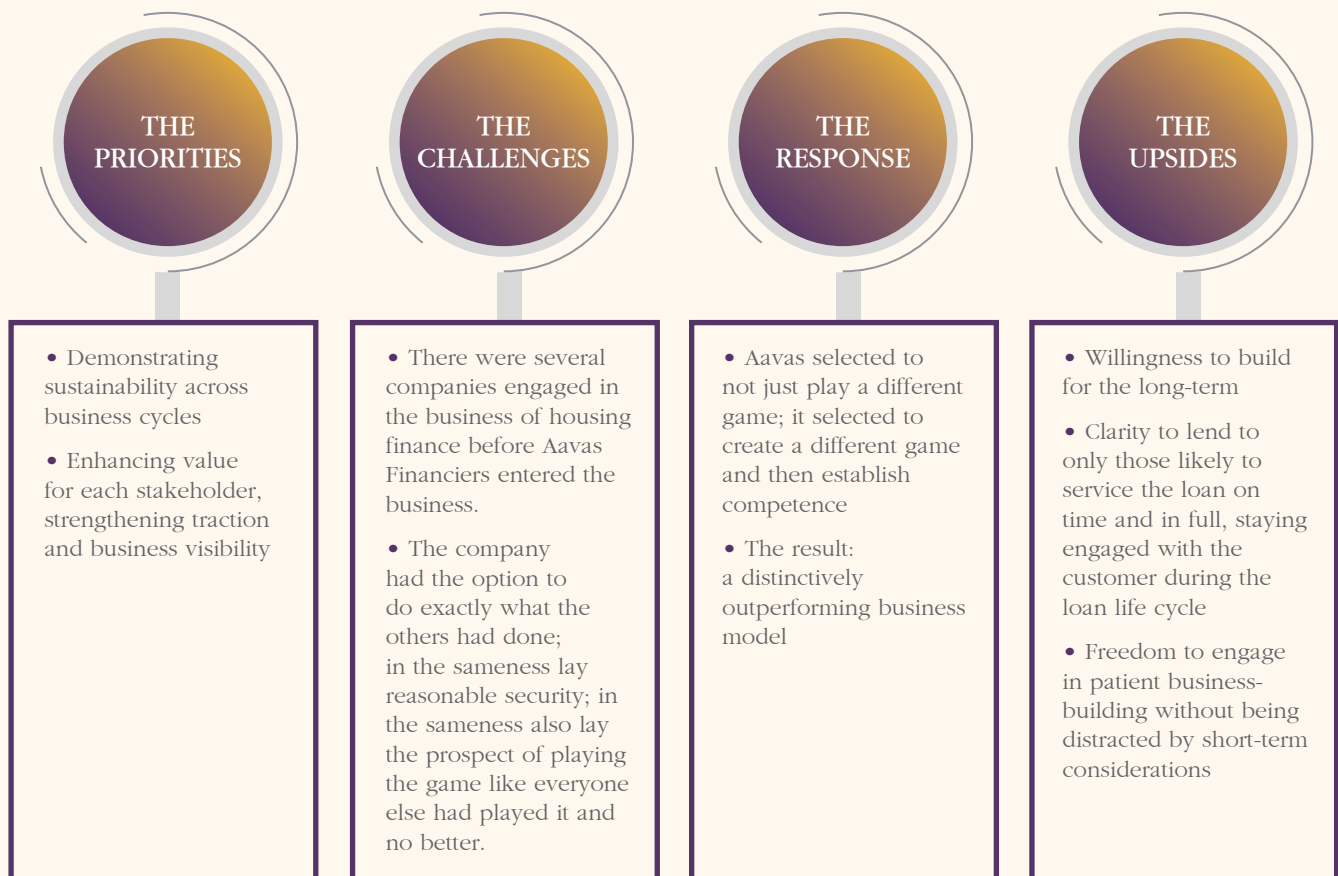 THE
PRIORITIES
• Demonstrating
sustainability across
business cycles
• Enhancing value
for each stakeholder,
strengthening traction
and business visibility
THE
CHALLENGES
• There were several
companies engaged in
the business of housing
finance before Aavas
Financiers entered the
business.
• The company
had the option to
do exactly what the
others had done;
in the sameness lay
reasonable security; in
the sameness also lay
the prospect of playing
the game like everyone
else had played it and
no better.
THE
RESPONSE
• Aavas selected to
not just play a different
game; it selected to
create a different game
and then establish
competence
• The result:
a distinctively
outperforming business
model
THE
UPSIDES
• Willingness to build
for the long-term
• Clarity to lend to
only those likely to
service the loan on
time and in full, staying
engaged with the
customer during the
loan life cycle
• Freedom to engage
in patient business-
building without being
distracted by short-term
considerations